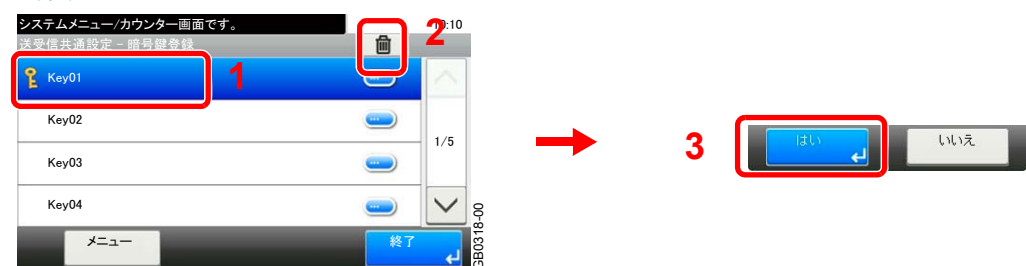 システムメニュー/カウンター画面です。
10:10
送受信共通設定 - 暗号鍵登録
2
Key01
1
Key02
1/5
Key03
Key04
メニュー
終了
GB0318-00
3
はい
いいえ